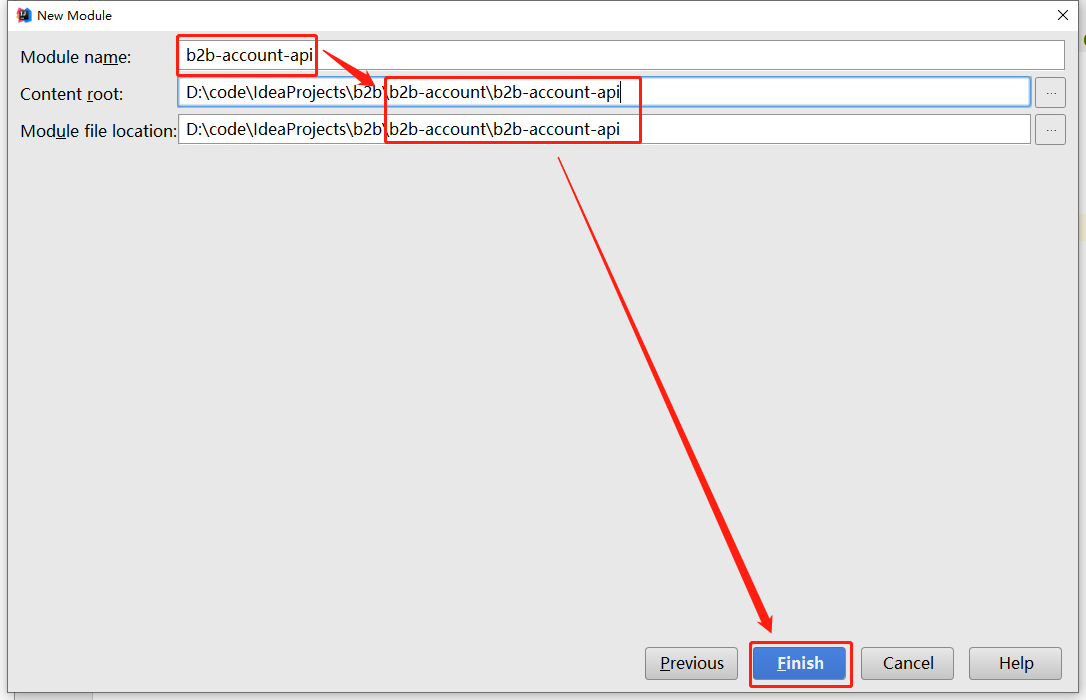 New Module
Module name: b2b-account-api
Content root: D:\code\IdeaProjects\b2b\b2b-account\b2b-account-api ...
Module file location: D:\code\IdeaProjects\b2b\b2b-account\b2b-account-api ...
Previous Finish Cancel Help